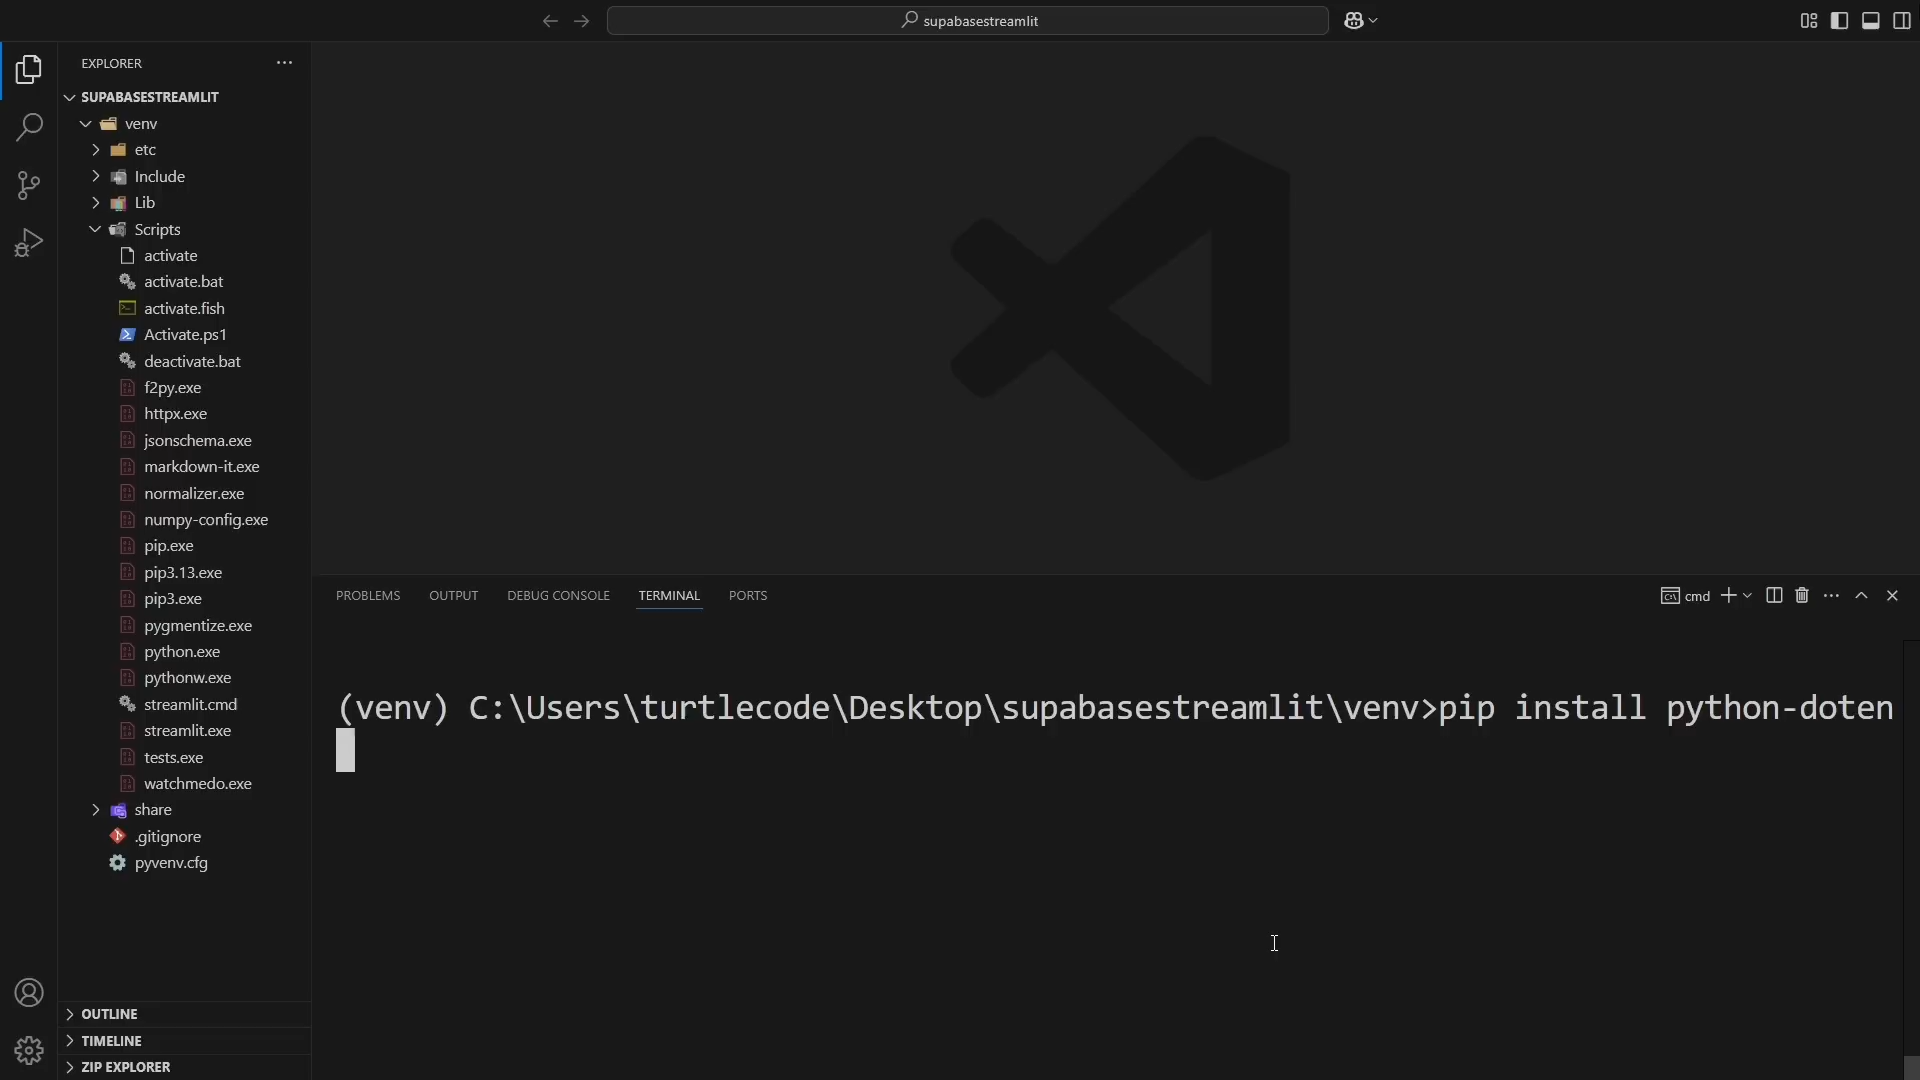 supabasestreamlit
EXPLORER
SUPABASESTREAMLIT
venv
etc
Include
Lib
Scripts
activate
activate.bat
activate.fish
Activate.ps1
deactivate.bat
f2py.exe
httpx.exe
jsonschema.exe
markdown-it.exe
normalizer.exe
numpy-config.exe
pip.exe
pip3.13.exe
pip3.exe
pygmentize.exe
python.exe
pythonw.exe
streamlit.cmd
streamlit.exe
tests.exe
watchmedo.exe
share
.gitignore
pyvenv.cfg
OUTLINE
TIMELINE
ZIP EXPLORER
PROBLEMS OUTPUT DEBUG CONSOLE TERMINAL PORTS
cmd
(venv) C:\Users\turtlecode\Desktop\supabasestreamlit\venv>pip install python-doten